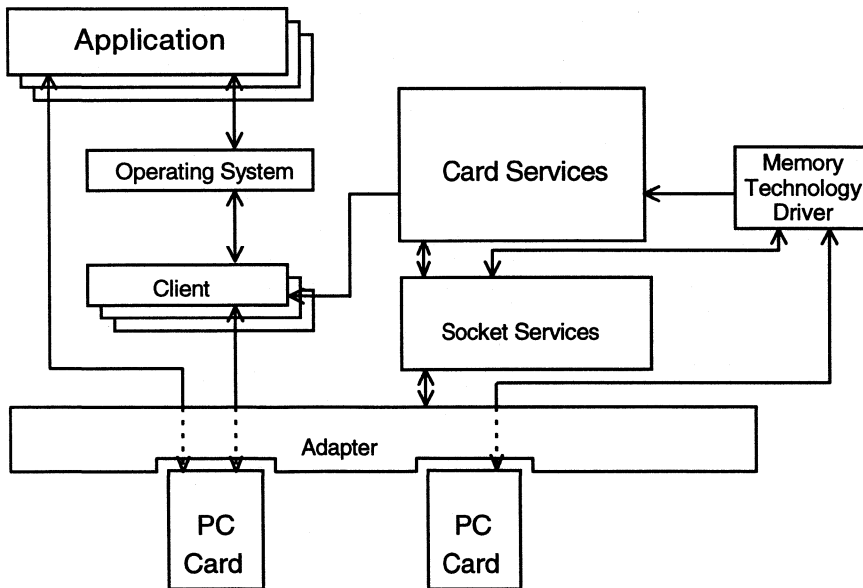 Application
Operating System
Card Services
Memory
Technology
Driver
Client
Socket Services
Adapter
PC
Card
PC
Card